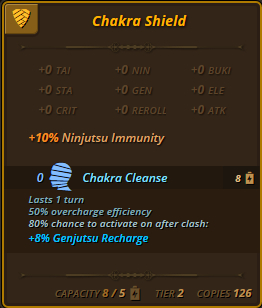 Chakra Shield
+0 TAI +0 NIN +0 BUKI
+0 STA +0 GEN +0 ELE
+0 CRIT +0 REROLL +0 ATK
+10% Ninjutsu Immunity
0 Chakra Cleanse 8
Lasts 1 turn
50% overcharge efficiency
80% chance to activate on after clash:
+8% Genjutsu Recharge
CAPACITY 8 / 5 TIER 2 COPIES 126